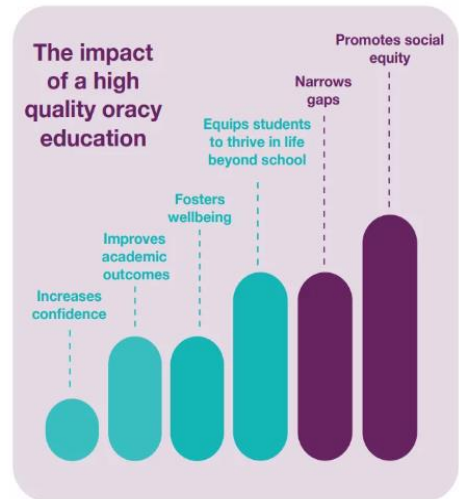 The impact
of a high
quality oracy
education
Increases
confidence
Improves
academic
outcomes
Fosters
wellbeing
Equips students
to thrive in life
beyond school
Narrows
gaps
Promotes social
equity